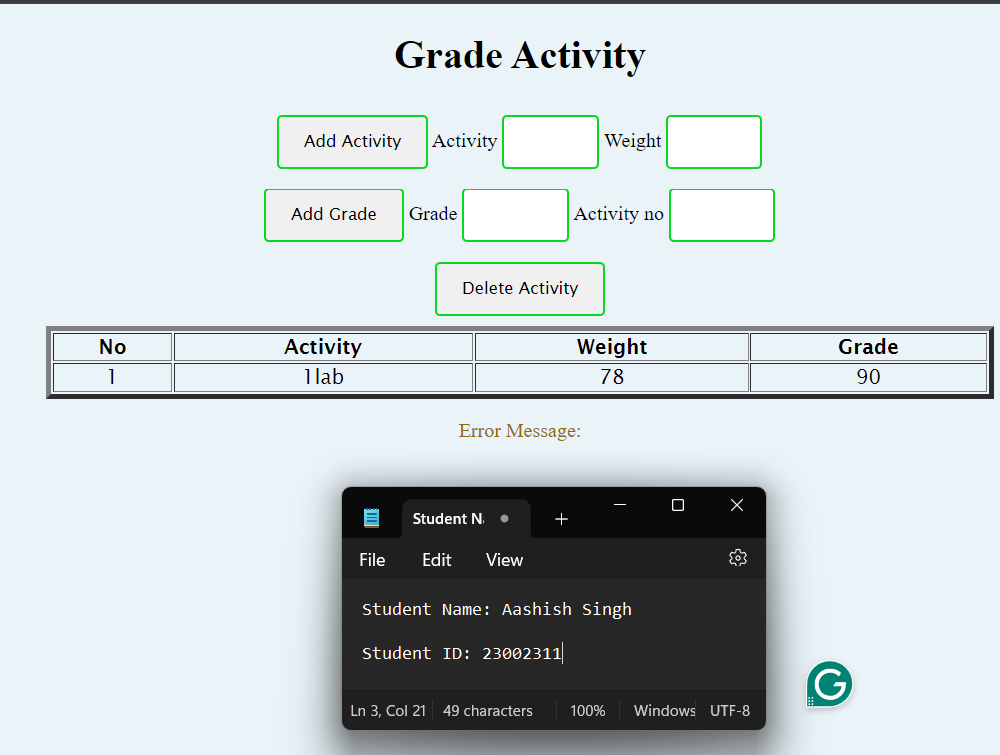 Grade Activity
Add Activity Activity Weight
Add Grade Grade Activity no
Delete Activity
No Activity Weight Grade
1 1lab 78 90
Error Message:
Student N
File Edit View
Student Name: Aashish Singh
Student ID: 23002311
Ln 3, Col 21 49 characters 100% Windows UTF-8
G